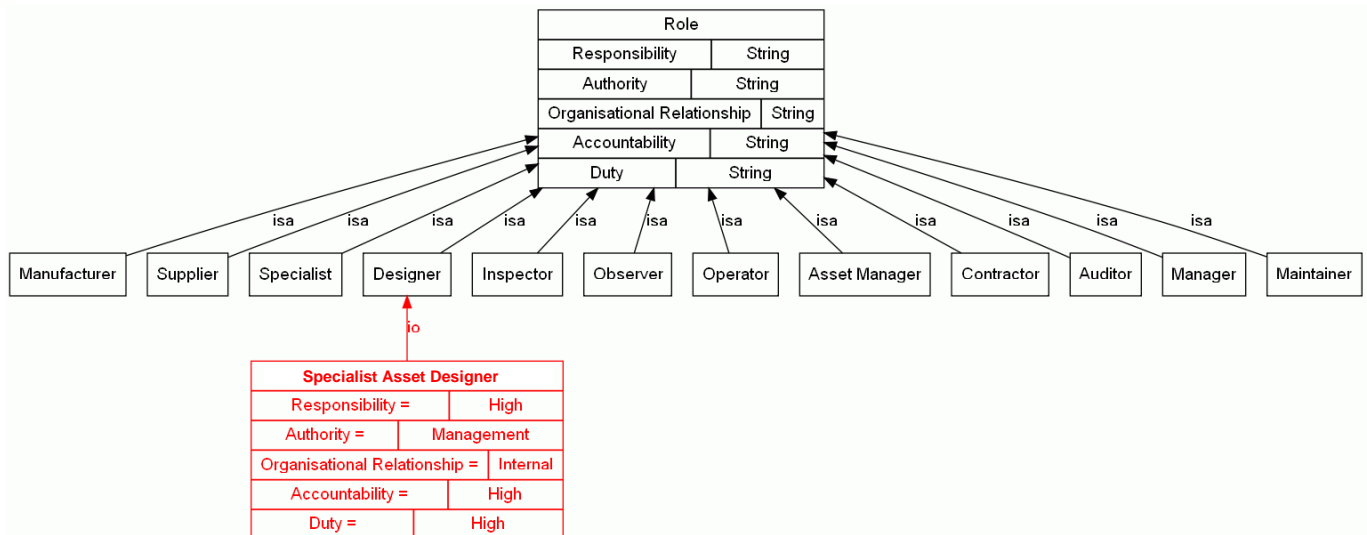 Role
Responsibility String
Authority String
Organisational Relationship String
Accountability String
Duty String
isa isa isa isa isa isa isa isa isa isa isa isa
Manufacturer Supplier Specialist Designer Inspector Observer Operator Asset Manager Contractor Auditor Manager Maintainer
io
Specialist Asset Designer
Responsibility = High
Authority = Management
Organisational Relationship = Internal
Accountability = High
Duty = High